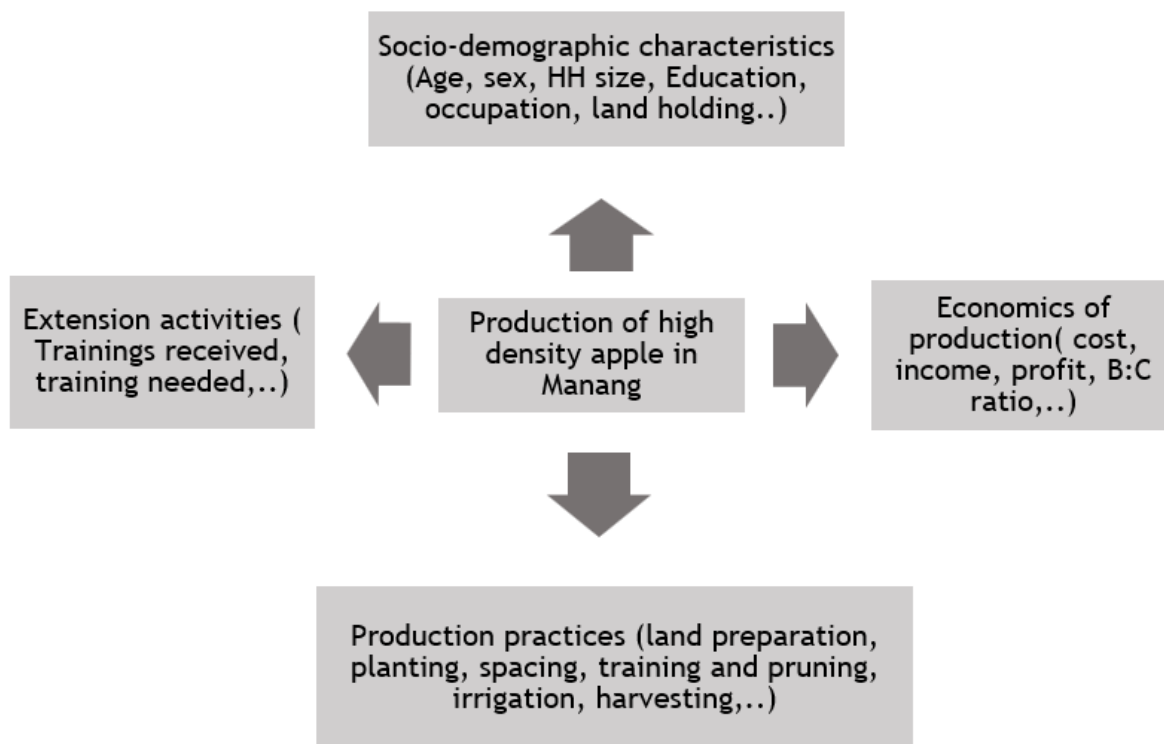 Socio-demographic characteristics
(Age, sex, HH size, Education,
occupation, land holding..)
Extension activities (
Trainings received,
training needed,..)
Production of high
density apple in
Manang
Economics of
production( cost,
income, profit, B:C
ratio,..)
Production practices (land preparation,
planting, spacing, training and pruning,
irrigation, harvesting,..)